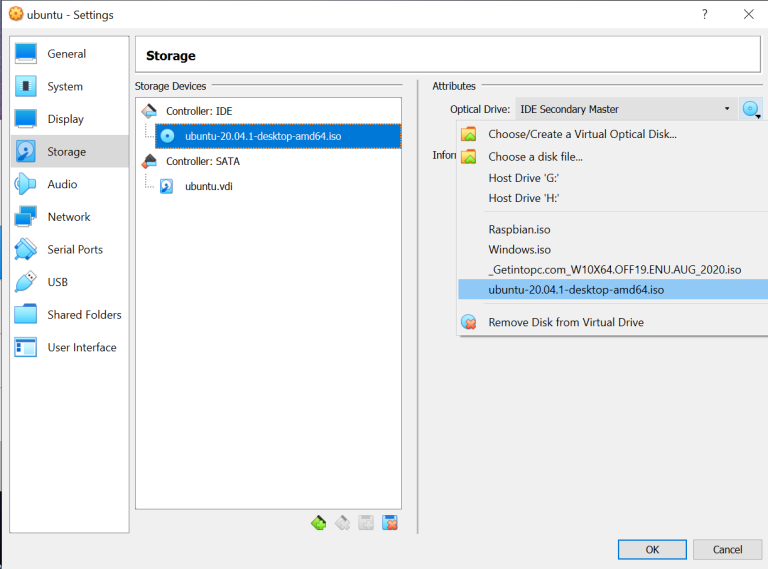 ubuntu - Settings
?
General
System
Display
Storage
Audio
Network
Serial Ports
USB
Shared Folders
User Interface
Storage
Storage Devices
Controller: IDE
ubuntu-20.04.1-desktop-amd64.iso
Controller: SATA
ubuntu.vdi
Attributes
Optical Drive: IDE Secondary Master
Infor
Choose/Create a Virtual Optical Disk...
Choose a disk file...
Host Drive 'G:'
Host Drive 'H:'
Raspbian.iso
Windows.iso
_Getintopc.com_W10X64.OFF19.ENU.AUG_2020.iso
ubuntu-20.04.1-desktop-amd64.iso
Remove Disk from Virtual Drive
OK Cancel